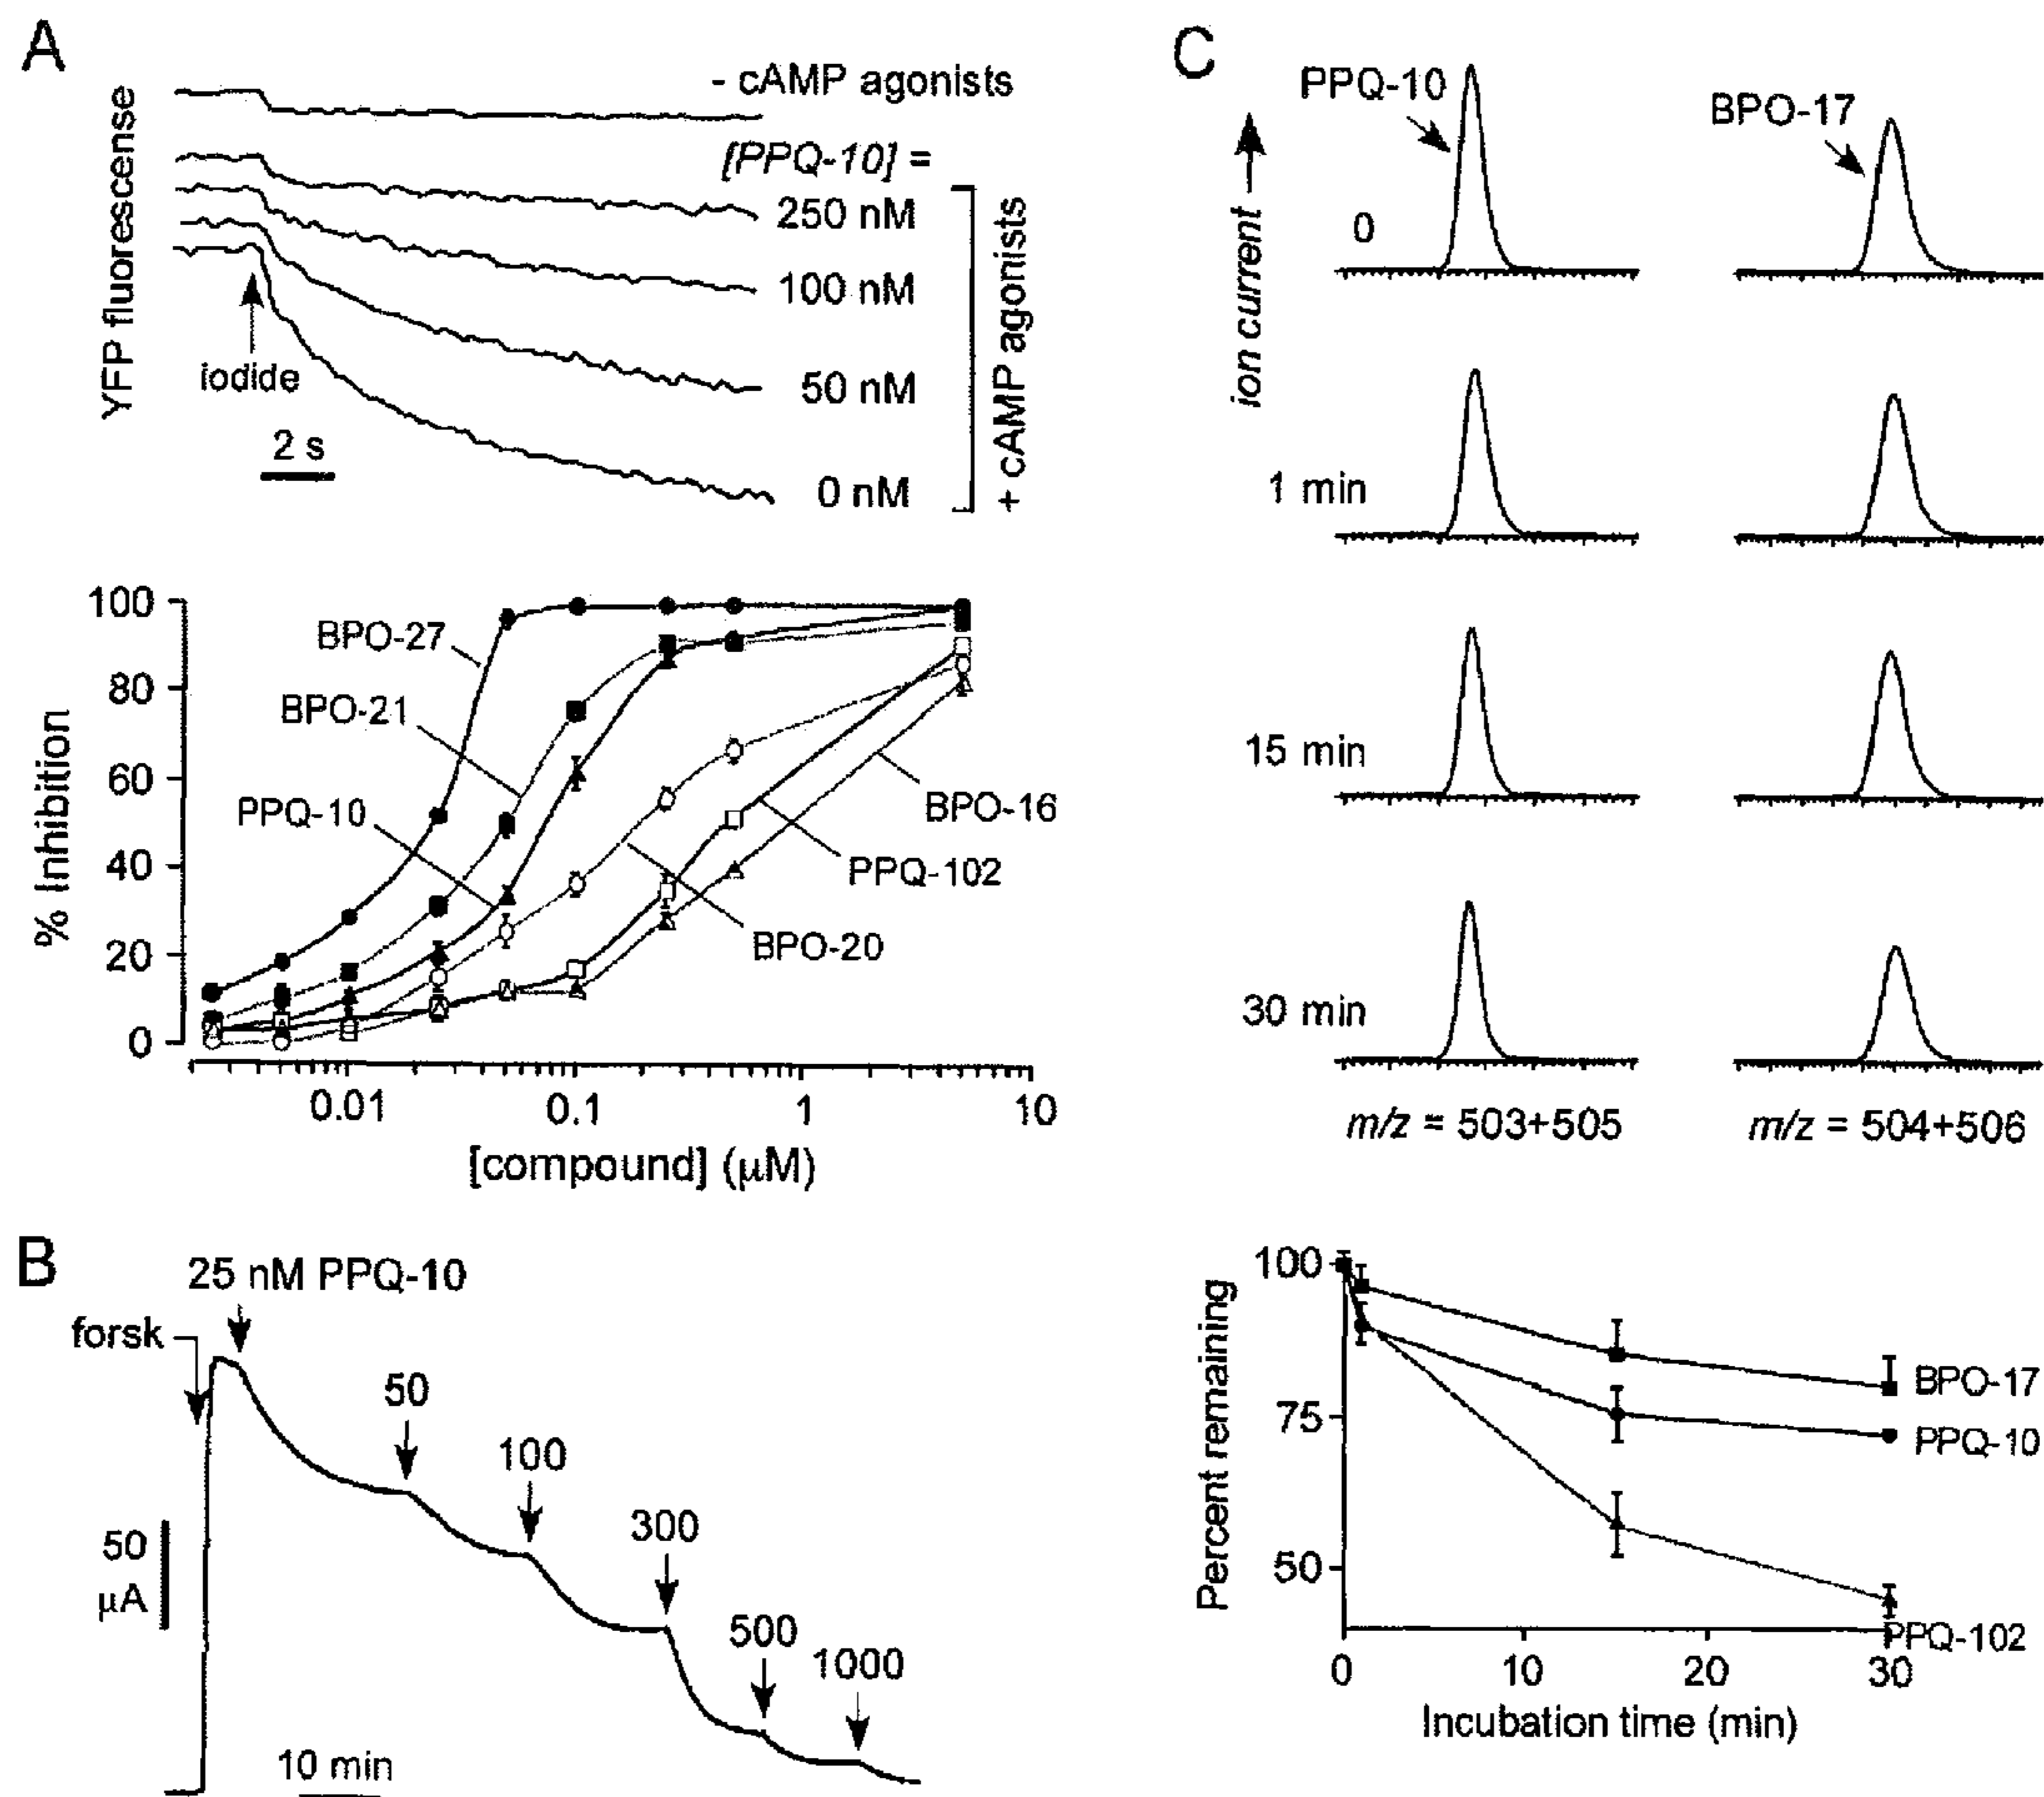 A
YFP fluorescense
- cAMP agonists
[PPQ-10] =
250 nM
100 nM
50 nM
0 nM
+ cAMP agonists
iodide
2 s
% Inhibition
100
80
60
40
20
0
BPO-27
BPO-21
PPQ-10
BPO-16
PPQ-102
BPO-20
0.01
0.1
1
10
[compound] (μM)
B
25 nM PPQ-10
forsk
50
100
300
500
1000
50
μA
10 min
C
ion current
PPQ-10
BPO-17
0
1 min
15 min
30 min
m/z = 503+505
m/z = 504+506
Percent remaining
100
75
50
BPO-17
PPQ-10
PPQ-102
0
10
20
30
Incubation time (min)